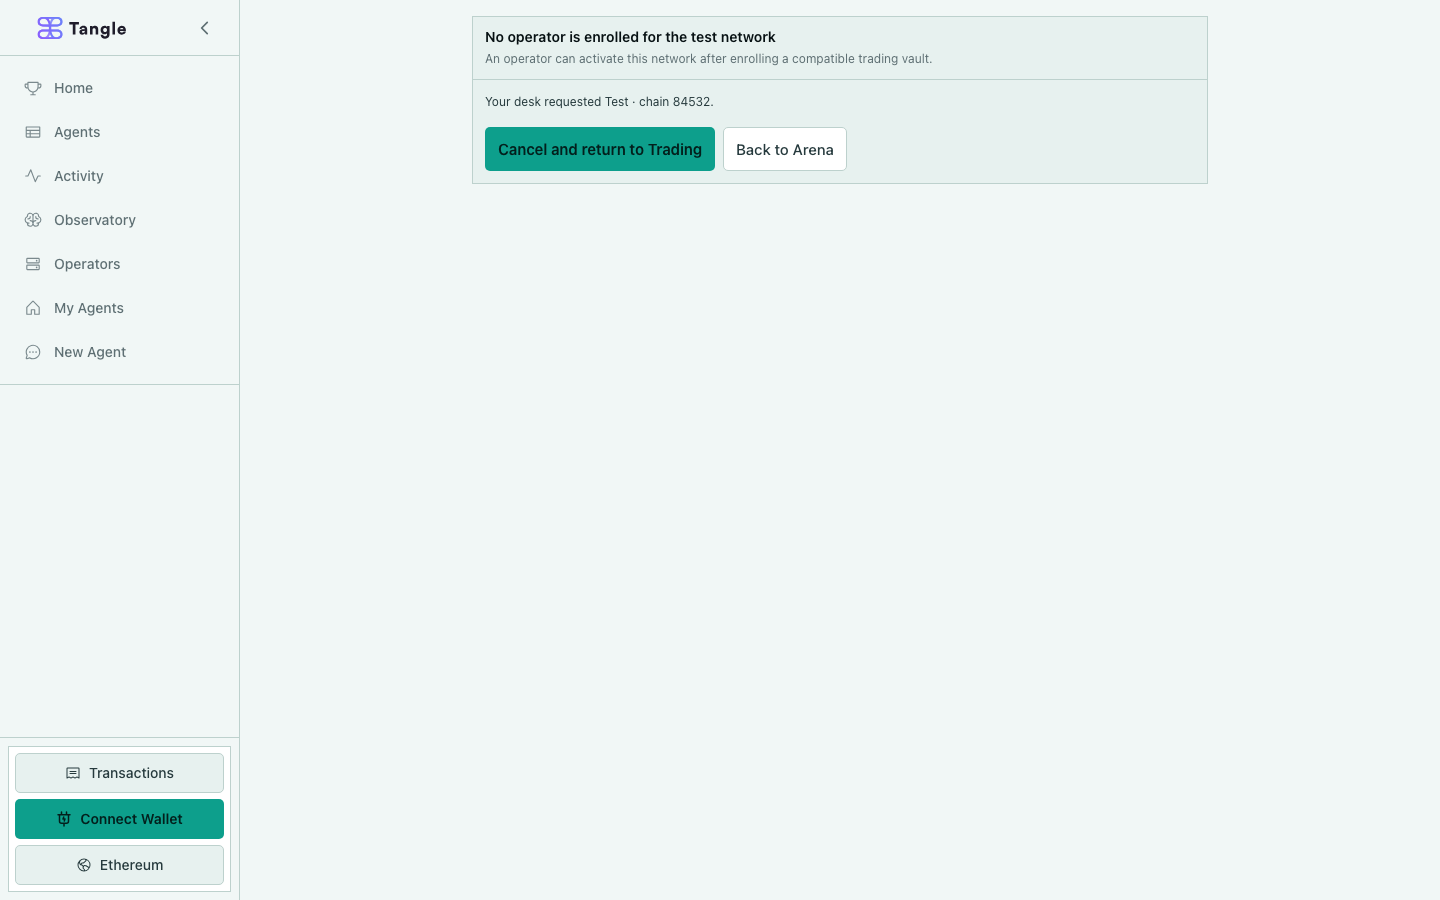 Tangle
Home
Agents
Activity
Observatory
Operators
My Agents
New Agent
Transactions
Connect Wallet
Ethereum
No operator is enrolled for the test network
An operator can activate this network after enrolling a compatible trading vault.
Your desk requested Test · chain 84532.
Cancel and return to Trading
Back to Arena